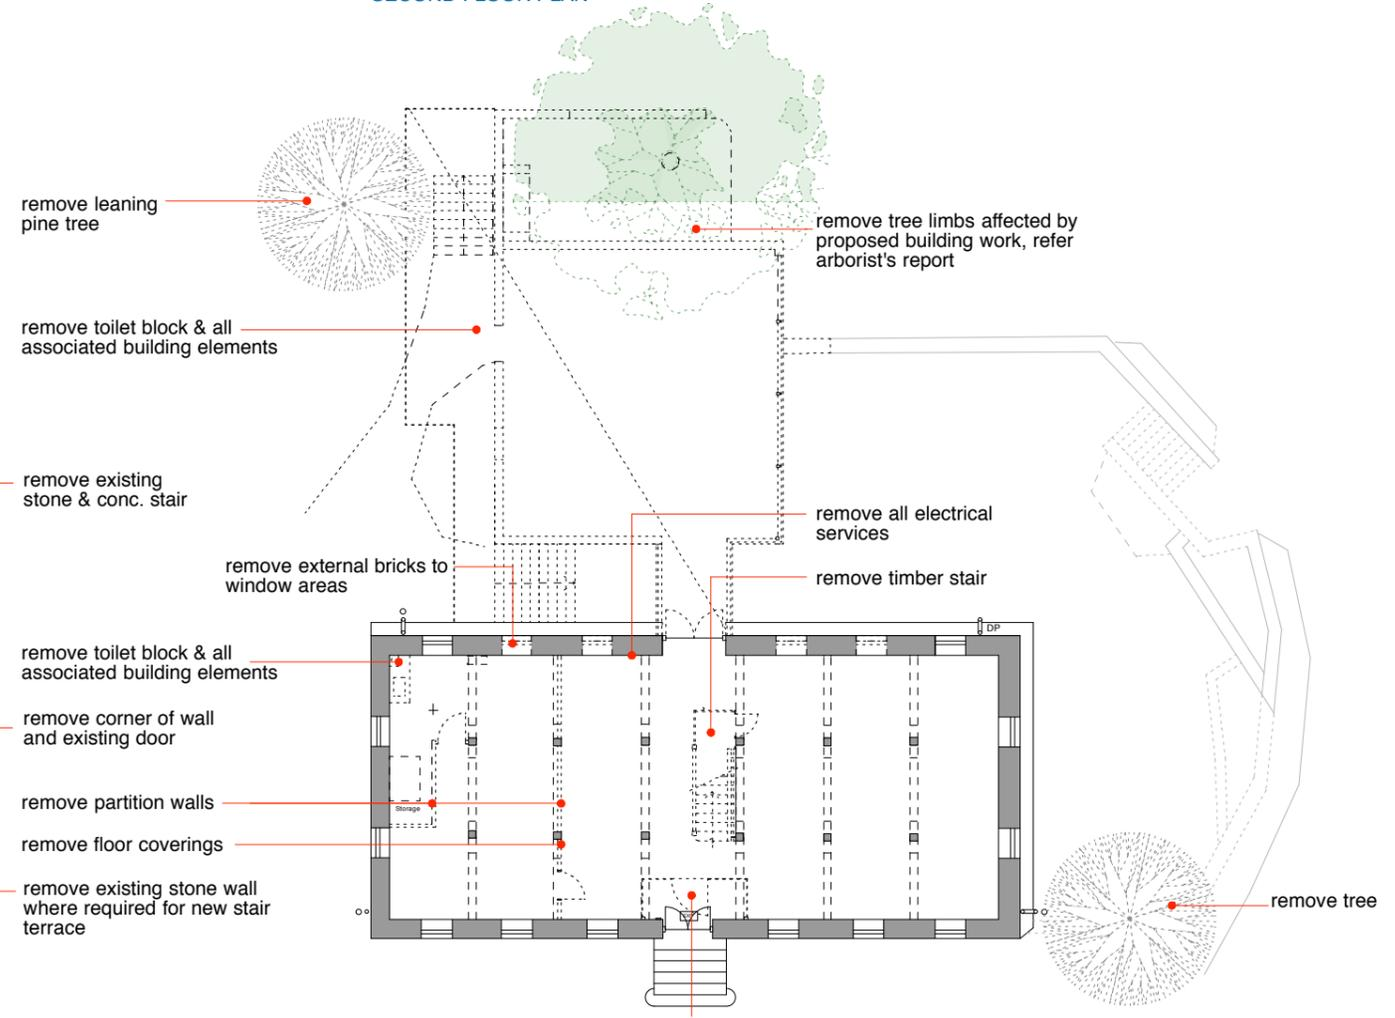 SECOND FLOOR PLAN
remove leaning
pine tree
remove tree limbs affected by
proposed building work, refer
arborist's report
remove toilet block & all
associated building elements
remove existing
stone & conc. stair
remove all electrical
services
remove external bricks to
window areas
remove timber stair
DP
remove toilet block & all
associated building elements
remove corner of wall
and existing door
remove partition walls
Storage
remove floor coverings
remove existing stone wall
where required for new stair
terrace
remove tree